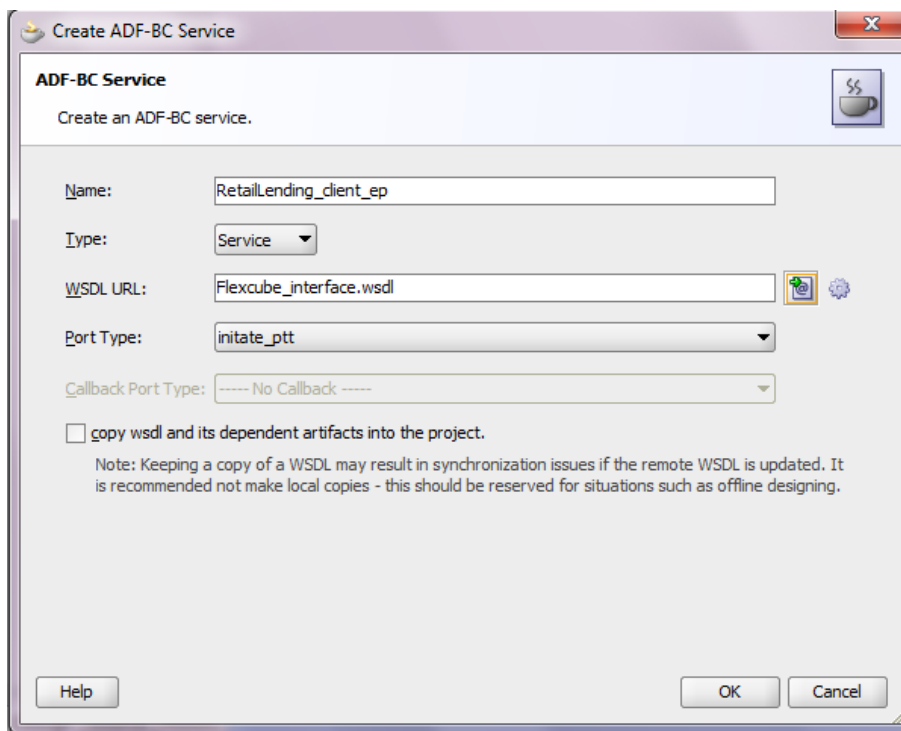 Create ADF-BC Service
ADF-BC Service
Create an ADF-BC service.
Name: RetailLending_client_ep
Type: Service
WSDL URL: Flexcube_interface.wsdl
Port Type: initate_ptt
Callback Port Type: ----- No Callback -----
copy wsdl and its dependent artifacts into the project.
Note: Keeping a copy of a WSDL may result in synchronization issues if the remote WSDL is updated. It
is recommended not make local copies - this should be reserved for situations such as offline designing.
Help OK Cancel